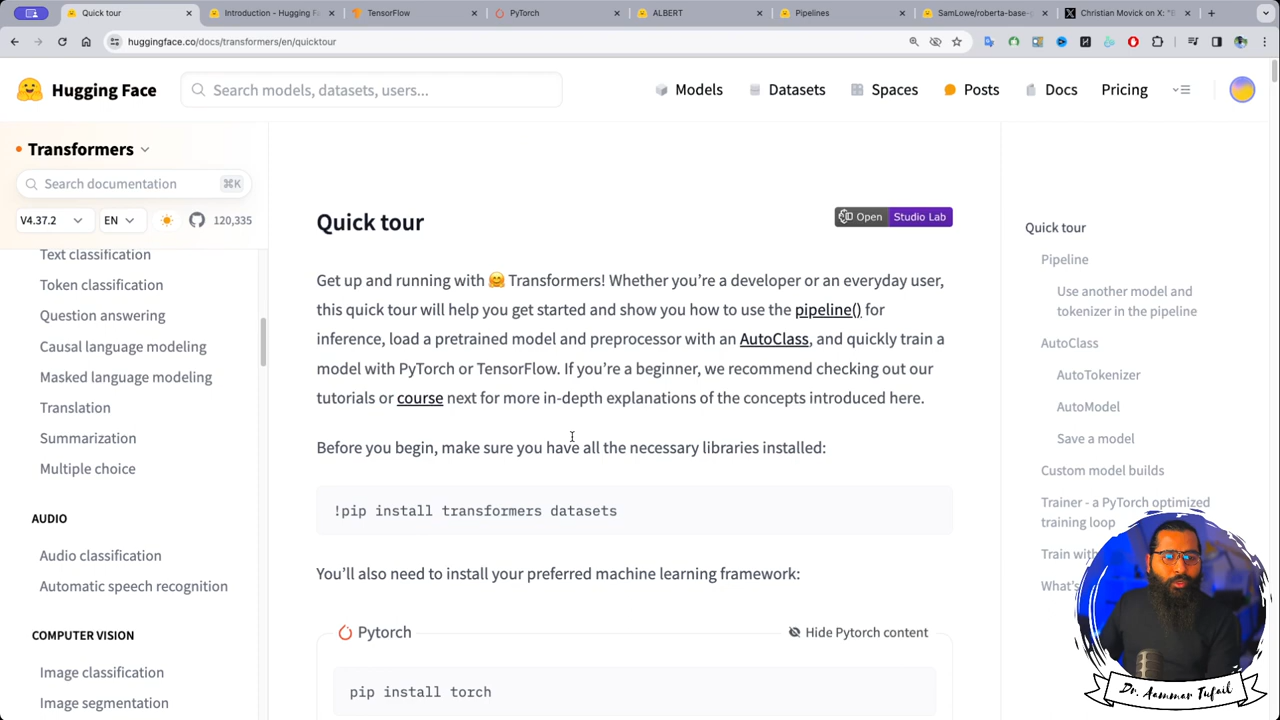 Quick tour
Introduction - Hugging F
TensorFlow
PyTorch
ALBERT
Pipelines
SamLowe/roberta-base-
Christian Movick on X: "E
huggingface.co/docs/transformers/en/quicktour
Hugging Face
Search models, datasets, users...
Models
Datasets
Spaces
Posts
Docs
Pricing
Transformers
Search documentation
⌘K
V4.37.2
EN
120,335
Text classification
Token classification
Question answering
Causal language modeling
Masked language modeling
Translation
Summarization
Multiple choice
AUDIO
Audio classification
Automatic speech recognition
COMPUTER VISION
Image classification
Image segmentation
Quick tour
Open Studio Lab
Get up and running with 🤗 Transformers! Whether you’re a developer or an everyday user,
this quick tour will help you get started and show you how to use the pipeline() for
inference, load a pretrained model and preprocessor with an AutoClass, and quickly train a
model with PyTorch or TensorFlow. If you’re a beginner, we recommend checking out our
tutorials or course next for more in-depth explanations of the concepts introduced here.
Before you begin, make sure you have all the necessary libraries installed:
!pip install transformers datasets
You’ll also need to install your preferred machine learning framework:
Pytorch
Hide Pytorch content
pip install torch
Quick tour
Pipeline
Use another model and
tokenizer in the pipeline
AutoClass
AutoTokenizer
AutoModel
Save a model
Custom model builds
Trainer - a PyTorch optimized
training loop
Train with
What’s
Dr. Aammar Tufail